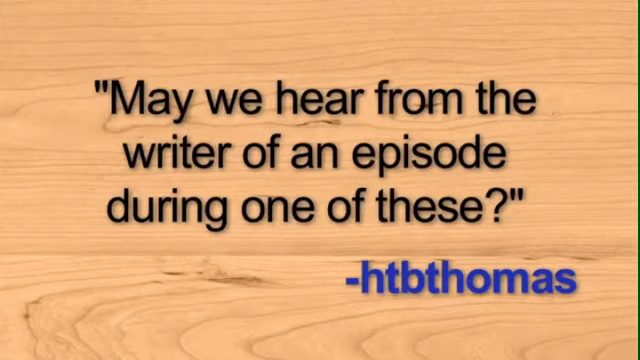 "May we hear from the
writer of an episode
during one of these?"
-htbthomas